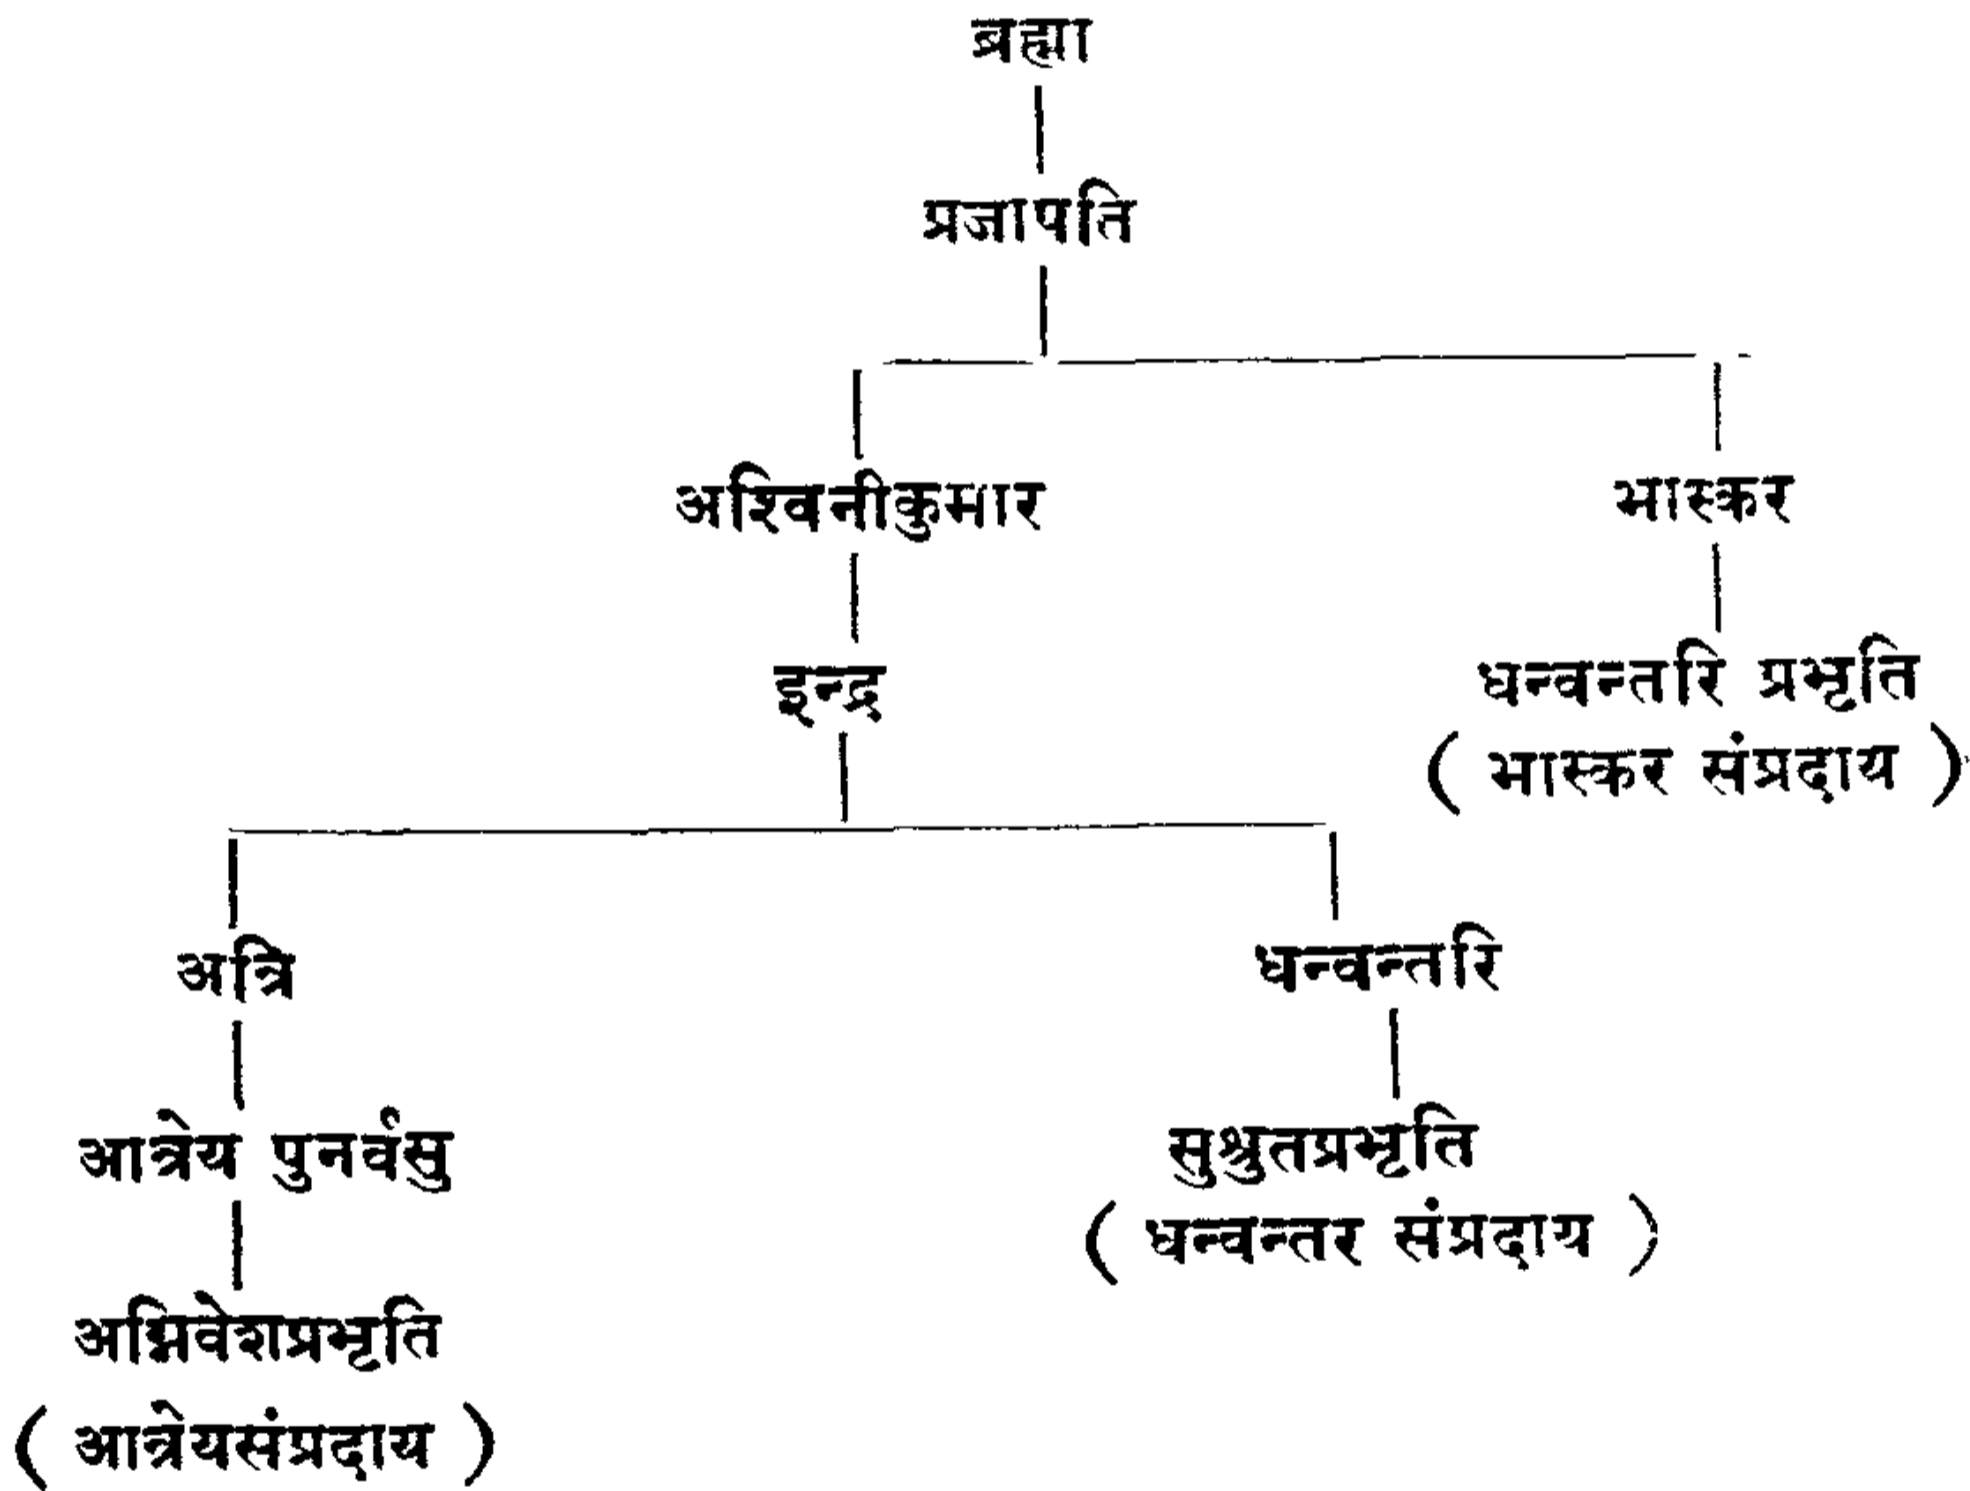 ब्रह्मा
प्रजापति
अश्विनीकुमार
भास्कर
इन्द्र
धन्वन्तरि प्रभृति
( भास्कर संप्रदाय )
अत्रि
धन्वन्तरि
आत्रेय पुनर्वसु
सुश्रुतप्रभृति
( धन्वन्तर संप्रदाय )
अग्निवेशप्रभृति
( आत्रेयसंप्रदाय )